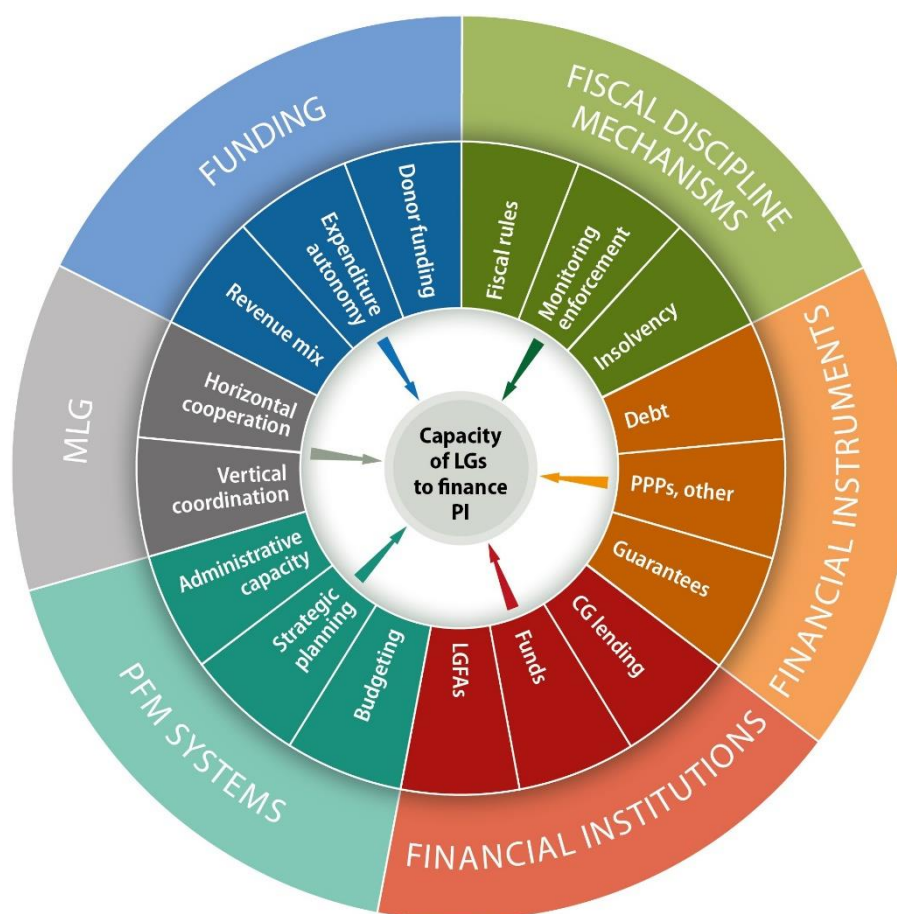 FUNDING
FISCAL DISCIPLINE
MECHANISMS
FINANCIAL INSTRUMENTS
FINANCIAL INSTITUTIONS
PFM SYSTEMS
MLG
Donor funding
Expenditure
autonomy
Revenue mix
Fiscal rules
Monitoring
enforcement
Insolvency
Debt
PPPs, other
Guarantees
CG lending
Funds
LGFAs
Budgeting
Strategic
planning
Administrative
capacity
Vertical
coordination
Horizontal
cooperation
Capacity
of LGs
to finance
PI